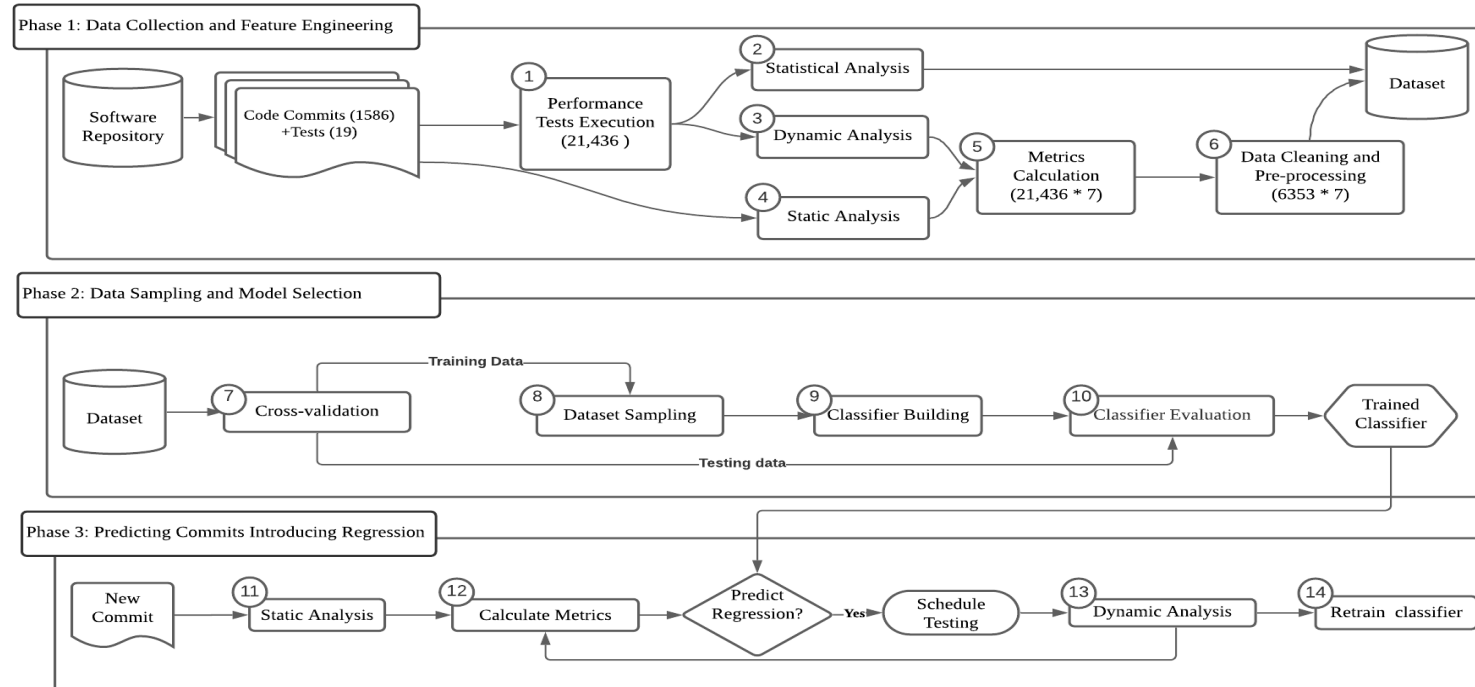 Phase 1: Data Collection and Feature Engineering
Software
Repository
Code Commits (1586)
+Tests (19)
1
Performance
Tests Execution
(21,436 )
2
Statistical Analysis
3
Dynamic Analysis
4
Static Analysis
5
Metrics
Calculation
(21,436 * 7)
6
Data Cleaning and
Pre-processing
(6353 * 7)
Dataset
Phase 2: Data Sampling and Model Selection
Dataset
7
Cross-validation
Training Data
Testing data
8
Dataset Sampling
9
Classifier Building
10
Classifier Evaluation
Trained
Classifier
Phase 3: Predicting Commits Introducing Regression
New
Commit
11
Static Analysis
12
Calculate Metrics
Predict
Regression?
Yes
Schedule
Testing
13
Dynamic Analysis
14
Retrain classifier